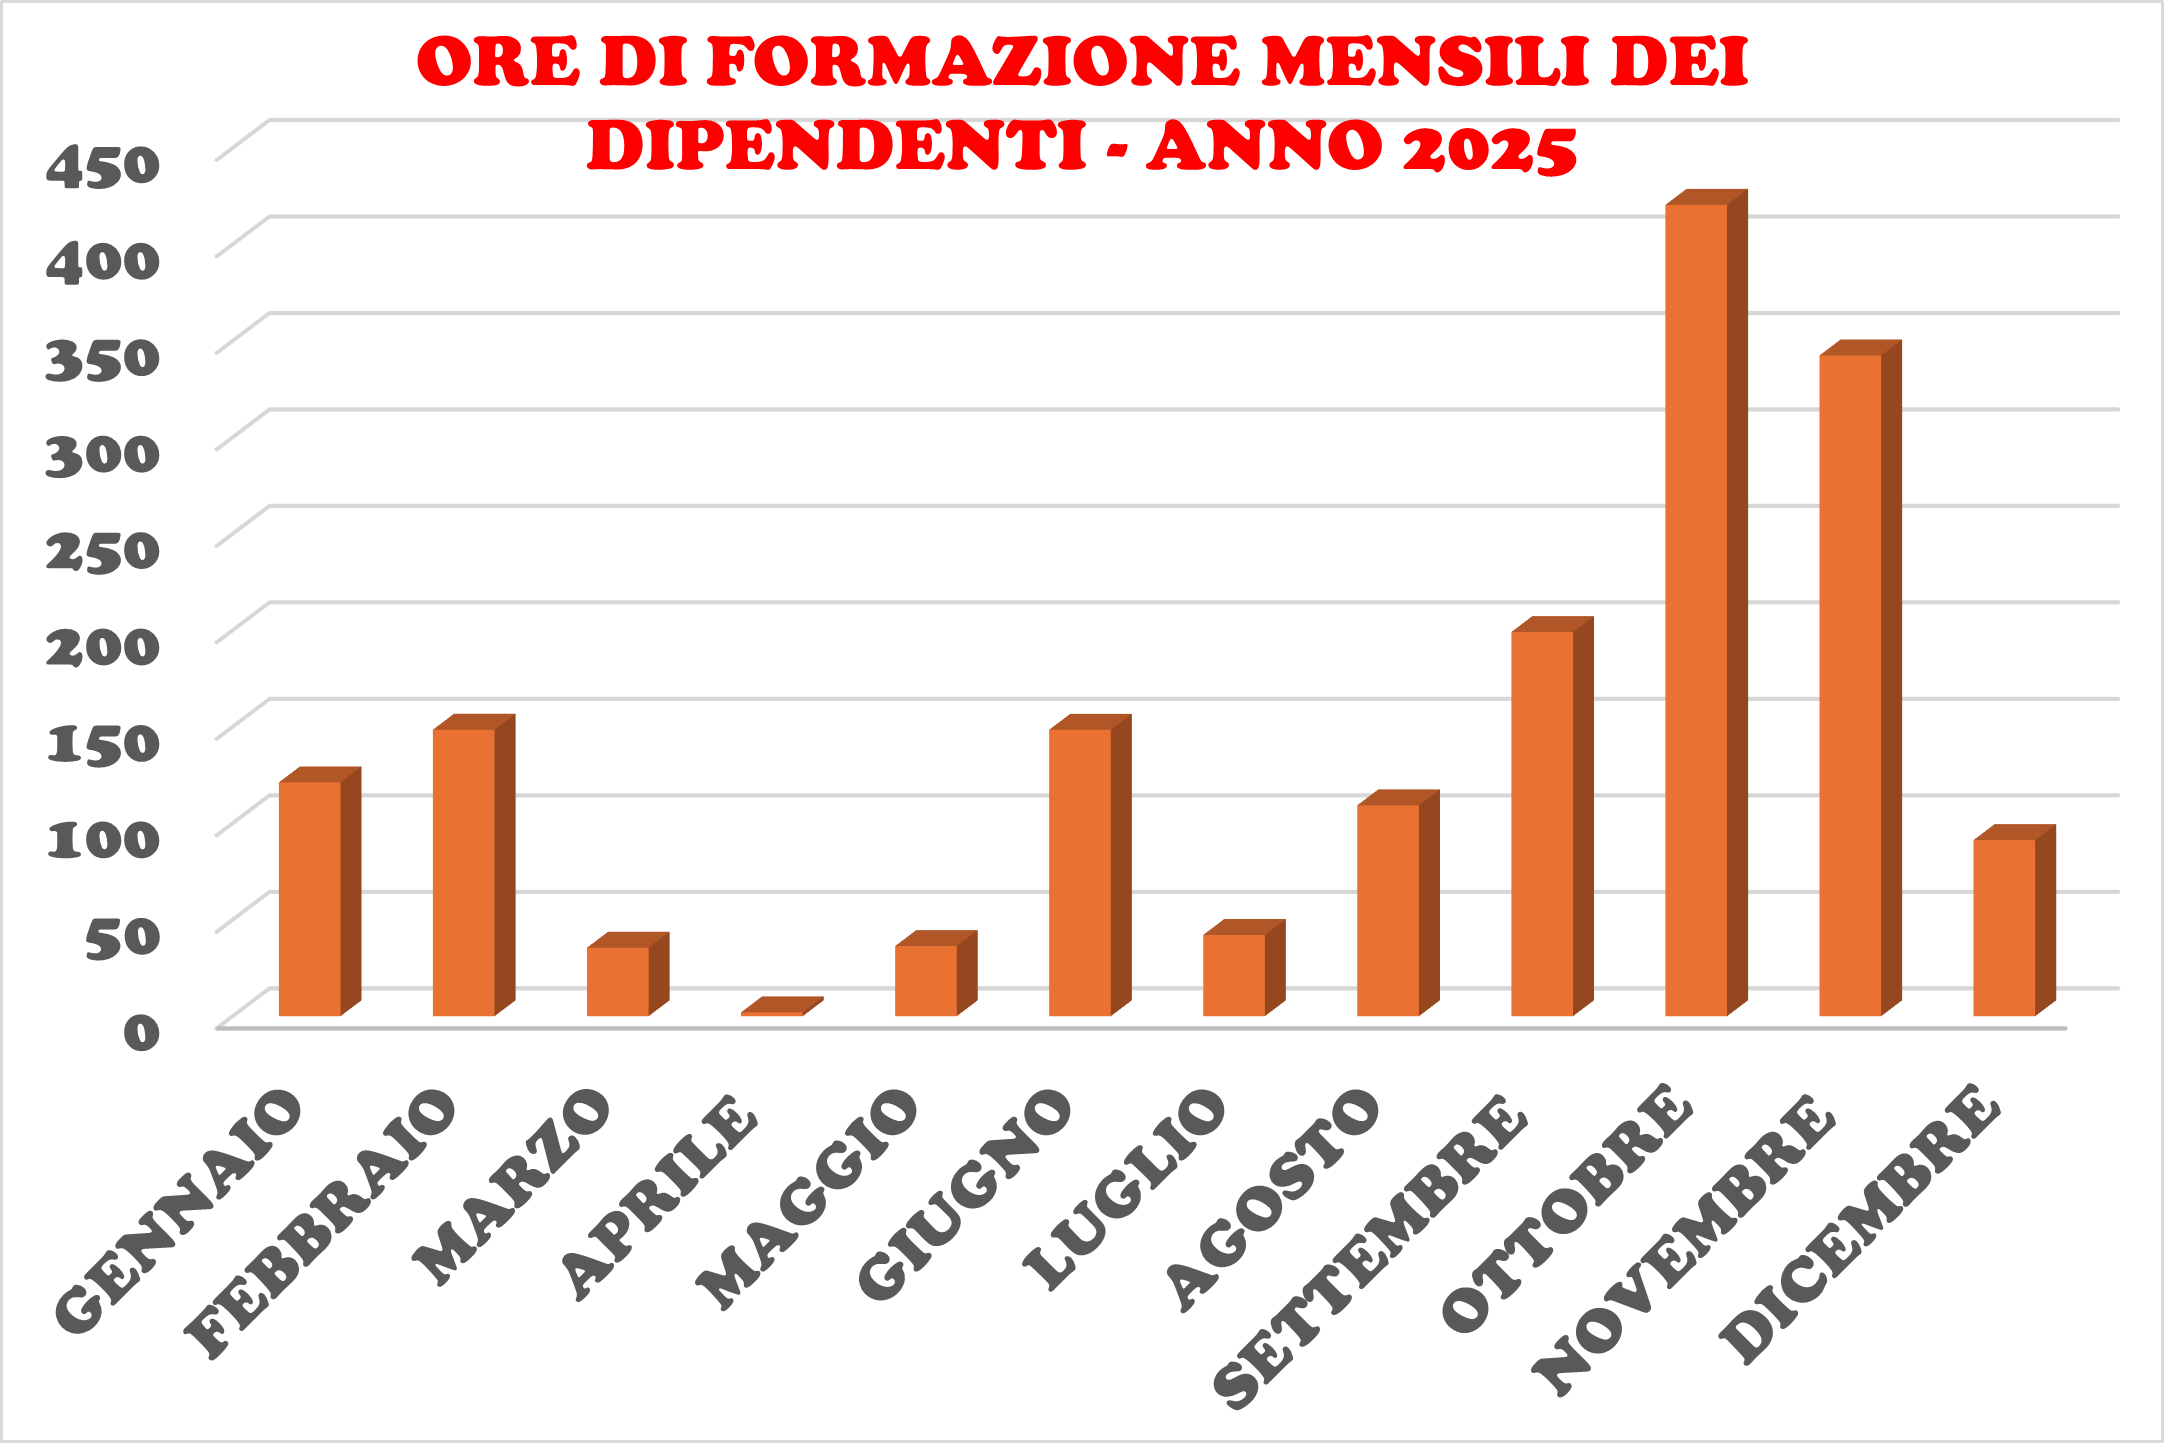 ORE DI FORMAZIONE MENSILI DEI
DIPENDENTI - ANNO 2025
450
400
350
300
250
200
150
100
50
0
GENNAIO
FEBBRAIO
MARZO
APRILE
MAGGIO
GIUGNO
LUGLIO
AGOSTO
SETTEMBRE
OTTOBRE
NOVEMBRE
DICEMBRE